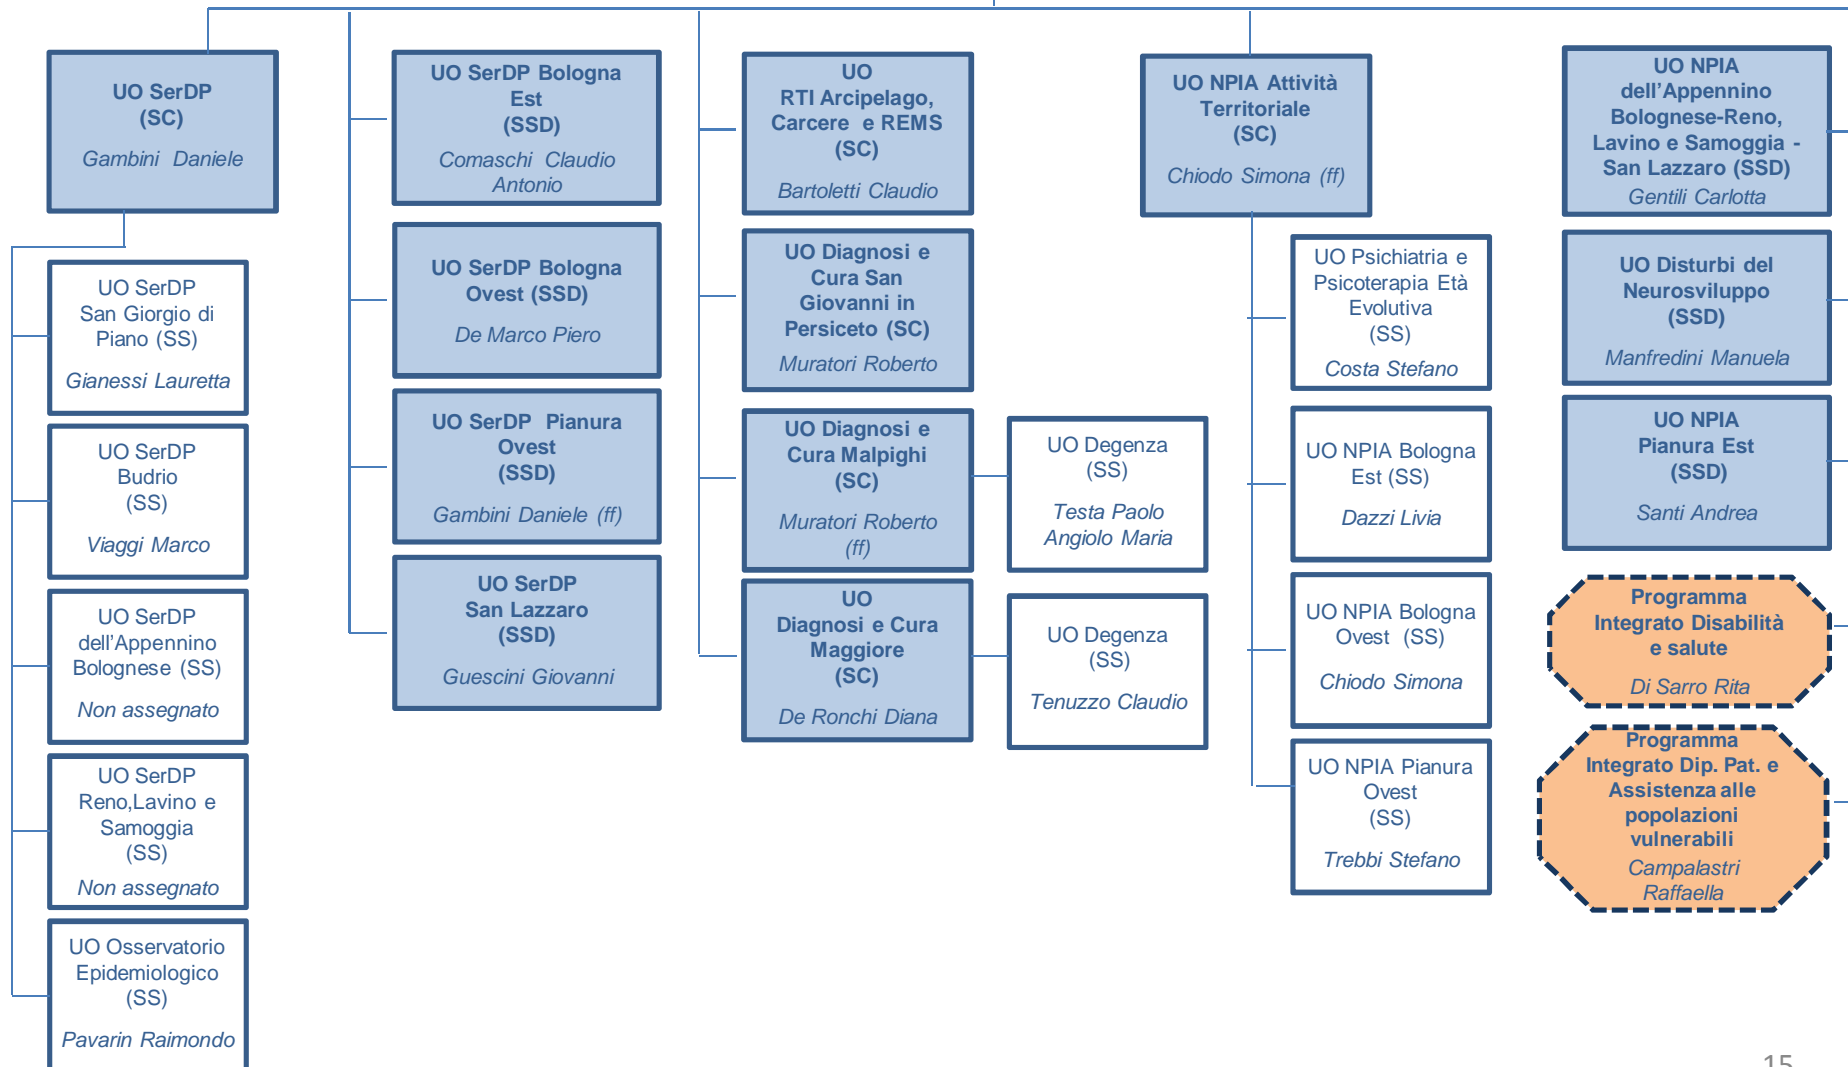 UO SerDP
(SC)
Gambini Daniele
UO SerDP
San Giorgio di
Piano (SS)
Gianessi Lauretta
UO SerDP
Budrio
(SS)
Viaggi Marco
UO SerDP
dell'Appennino
Bolognese (SS)
Non assegnato
UO SerDP
Reno,Lavino e
Samoggia
(SS)
Non assegnato
UO Osservatorio
Epidemiologico
(SS)
Pavarin Raimondo
UO SerDP Bologna
Est
(SSD)
Comaschi Claudio
Antonio
UO SerDP Bologna
Ovest (SSD)
De Marco Piero
UO SerDP Pianura
Ovest
(SSD)
Gambini Daniele (ff)
UO SerDP
San Lazzaro
(SSD)
Guescini Giovanni
UO
RTI Arcipelago,
Carcere e REMS
(SC)
Bartoletti Claudio
UO Diagnosi e
Cura San
Giovanni in
Persiceto (SC)
Muratori Roberto
UO Diagnosi e
Cura Malpighi
(SC)
Muratori Roberto
(ff)
UO
Diagnosi e Cura
Maggiore
(SC)
De Ronchi Diana
UO Degenza
(SS)
Testa Paolo
Angiolo Maria
UO Degenza
(SS)
Tenuzzo Claudio
UO NPIA Attività
Territoriale
(SC)
Chiodo Simona (ff)
UO Psichiatria e
Psicoterapia Età
Evolutiva
(SS)
Costa Stefano
UO NPIA Bologna
Est (SS)
Dazzi Livia
UO NPIA Bologna
Ovest (SS)
Chiodo Simona
UO NPIA Pianura
Ovest
(SS)
Trebbi Stefano
UO NPIA
dell'Appennino
Bolognese-Reno,
Lavino e Samoggia -
San Lazzaro (SSD)
Gentili Carlotta
UO Disturbi del
Neurosviluppo
(SSD)
Manfredini Manuela
UO NPIA
Pianura Est
(SSD)
Santi Andrea
Programma
Integrato Disabilità
e salute
Di Sarro Rita
Programma
Integrato Dip. Pat. e
Assistenza alle
popolazioni
vulnerabili
Campalastri
Raffaella
15